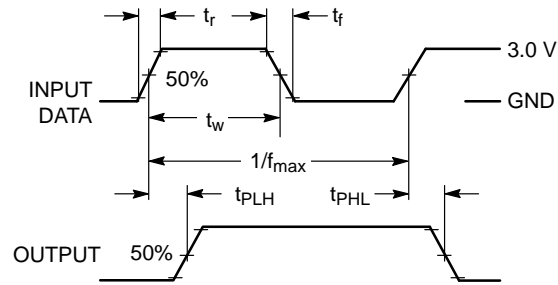 tr
tf
3.0 V
50%
INPUT
DATA
GND
tw
1/fmax
tPLH
tPHL
OUTPUT
50%